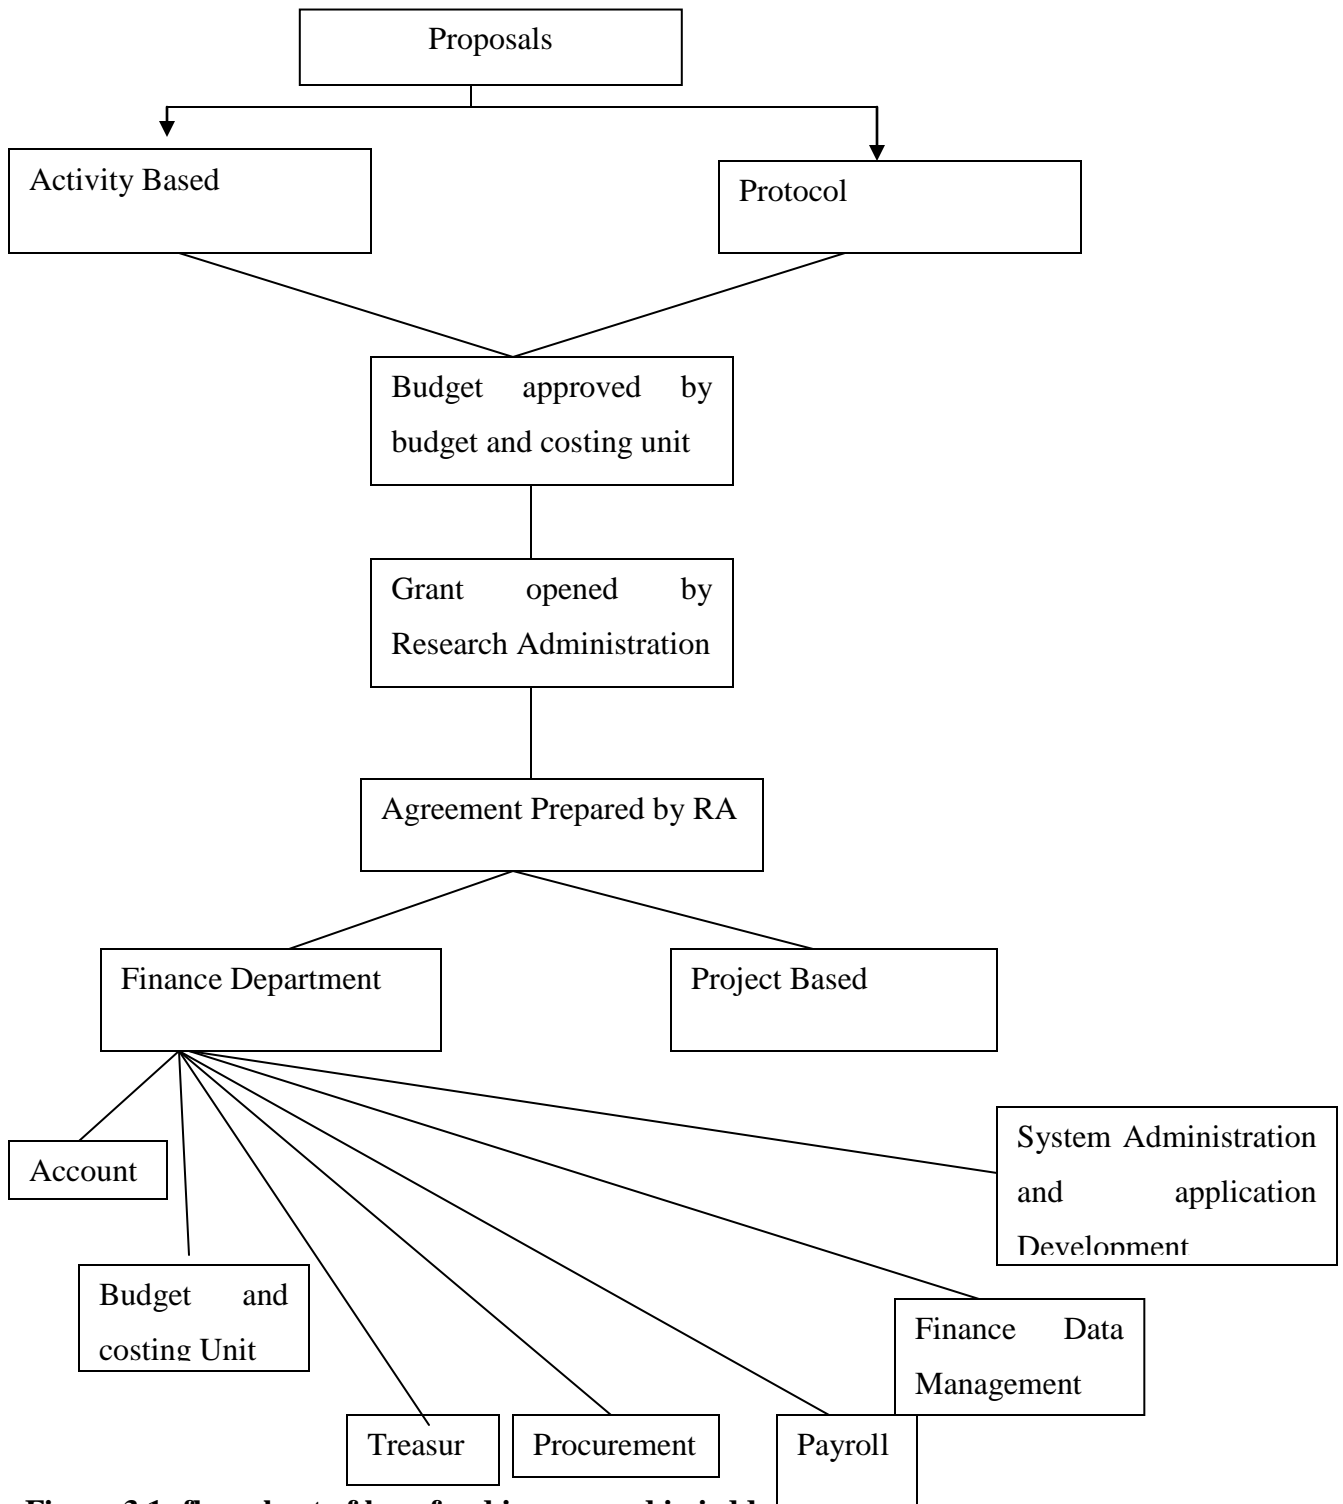 Proposals
Activity Based
Protocol
Budget approved by
budget and costing unit
Grant opened by
Research Administration
Agreement Prepared by RA
Finance Department
Project Based
System Administration
and application
Development
Account
Budget and
costing Unit
Finance Data
Management
Treasur
Procurement
Payroll